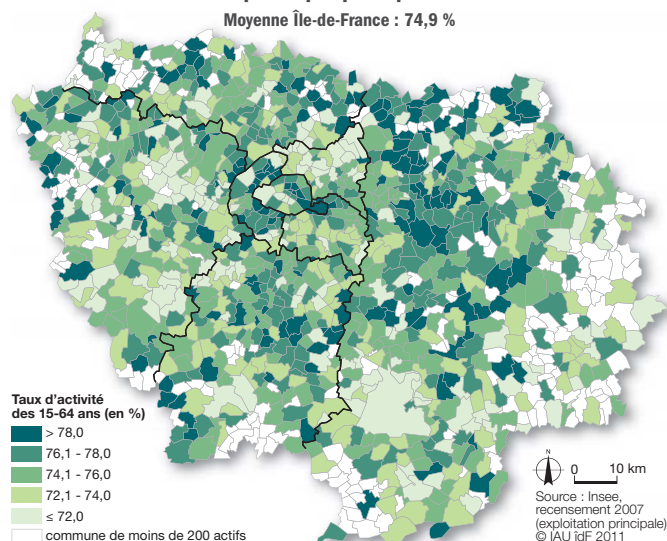 Moyenne Île-de-France : 74,9 %
Taux d'activité
des 15-64 ans (en %)
> 78,0
76,1 - 78,0
74,1 - 76,0
72,1 - 74,0
≤ 72,0
commune de moins de 200 actifs
N
0 10 km
Source : Insee,
recensement 2007
(exploitation principale)
© IAU îdF 2011